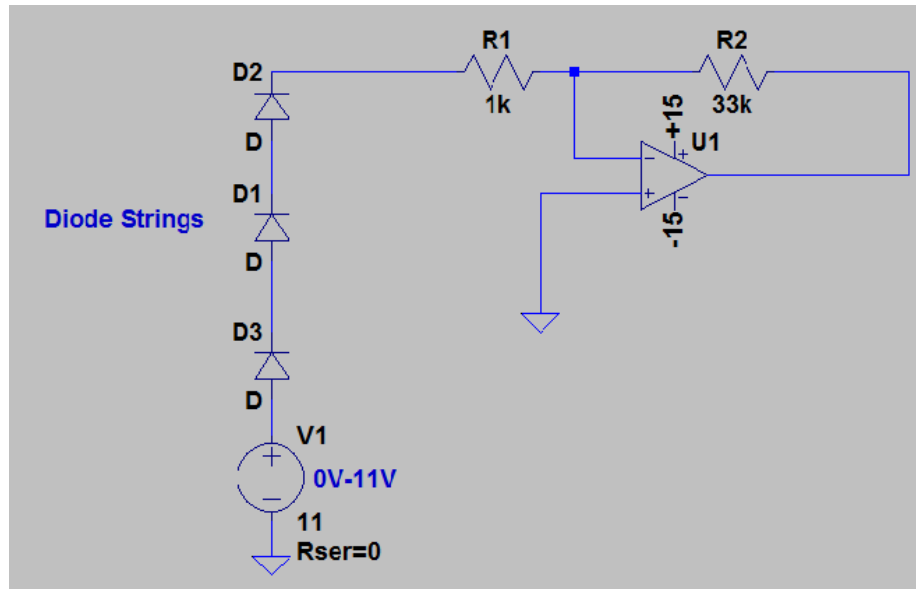 R1
R2
D2
1k
33k
+15
U1
D
D1
Diode Strings
-15
D
D3
D
V1
0V-11V
11
Rser=0